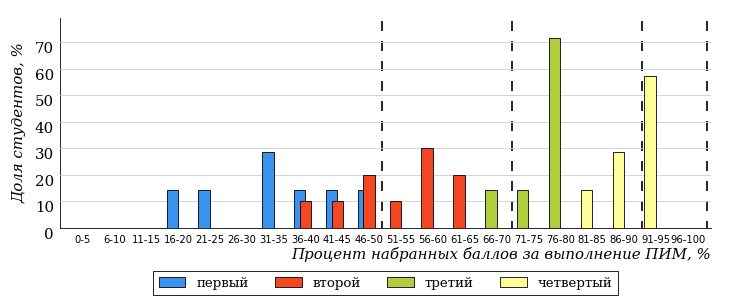 Доля студентов, %
70
60
50
40
30
20
10
0
0-5 6-10 11-15 16-20 21-25 26-30 31-35 36-40 41-45 46-50 51-55 56-60 61-65 66-70 71-75 76-80 81-85 86-90 91-95 96-100
Процент набранных баллов за выполнение ПИМ, %
первый второй третий четвертый